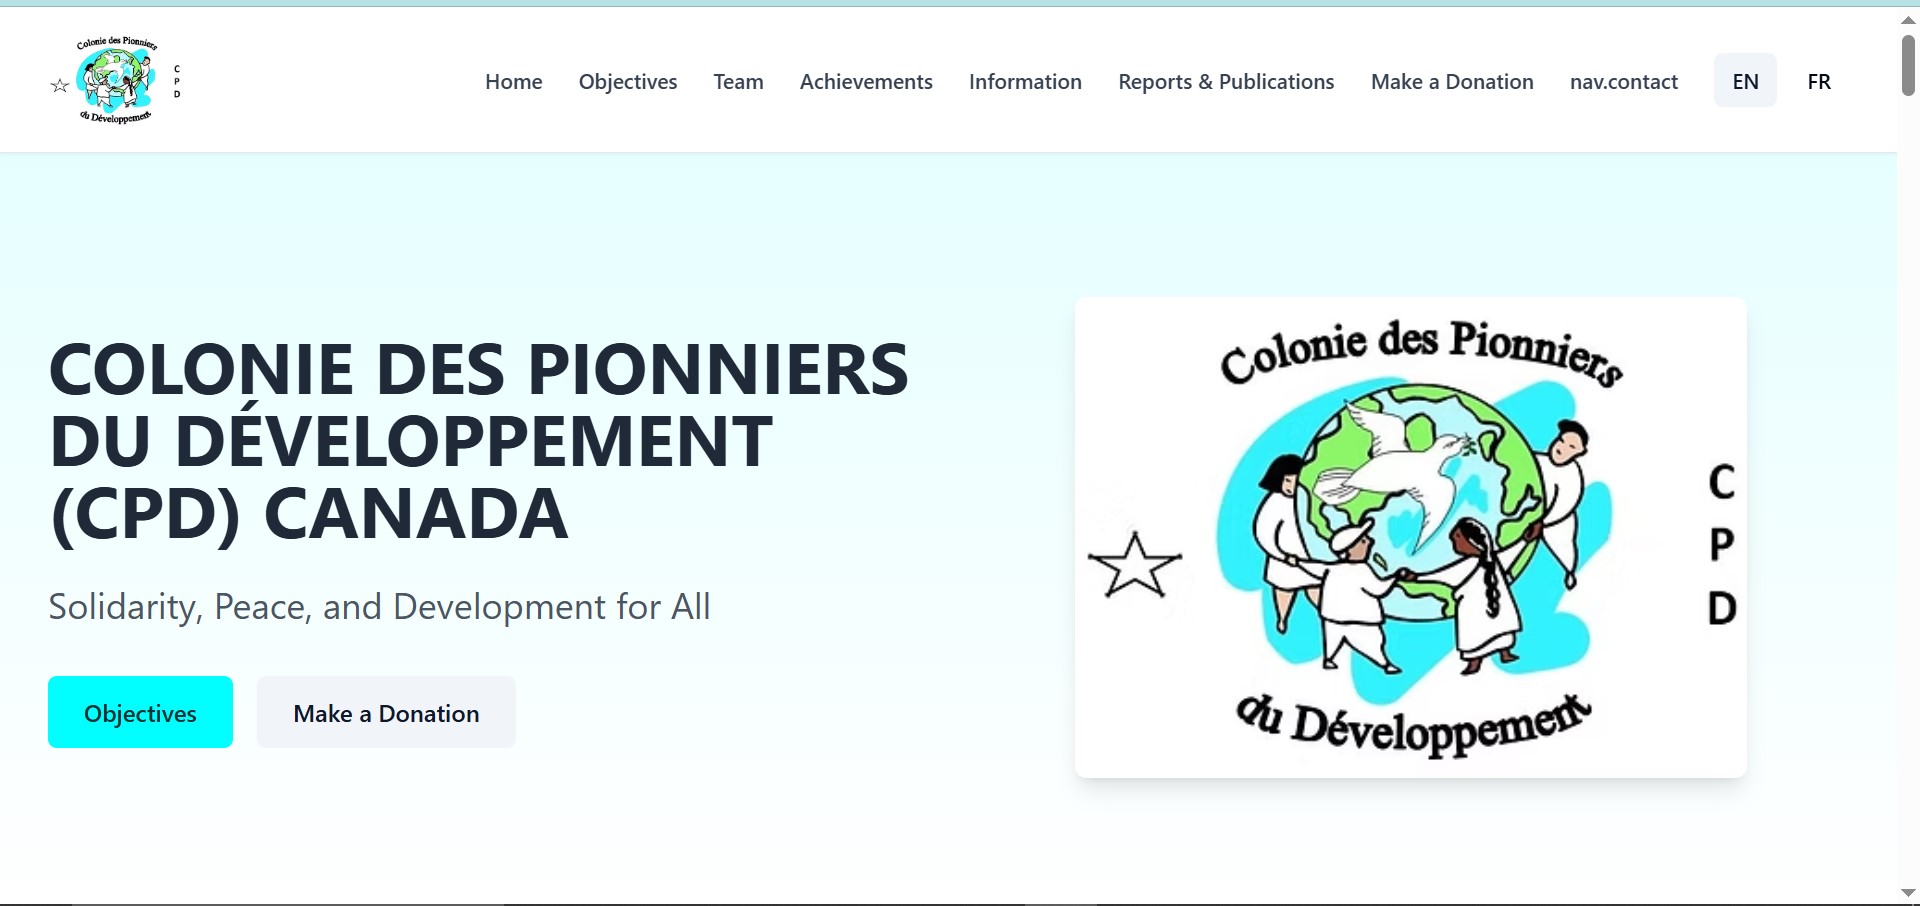 Colonie des Pionniers
C
P
D
du Développement
Home Objectives Team Achievements Information Reports & Publications Make a Donation nav.contact EN FR
COLONIE DES PIONNIERS
DU DÉVELOPPEMENT
(CPD) CANADA
Solidarity, Peace, and Development for All
Objectives Make a Donation
Colonie des Pionniers
C
P
D
du Développement